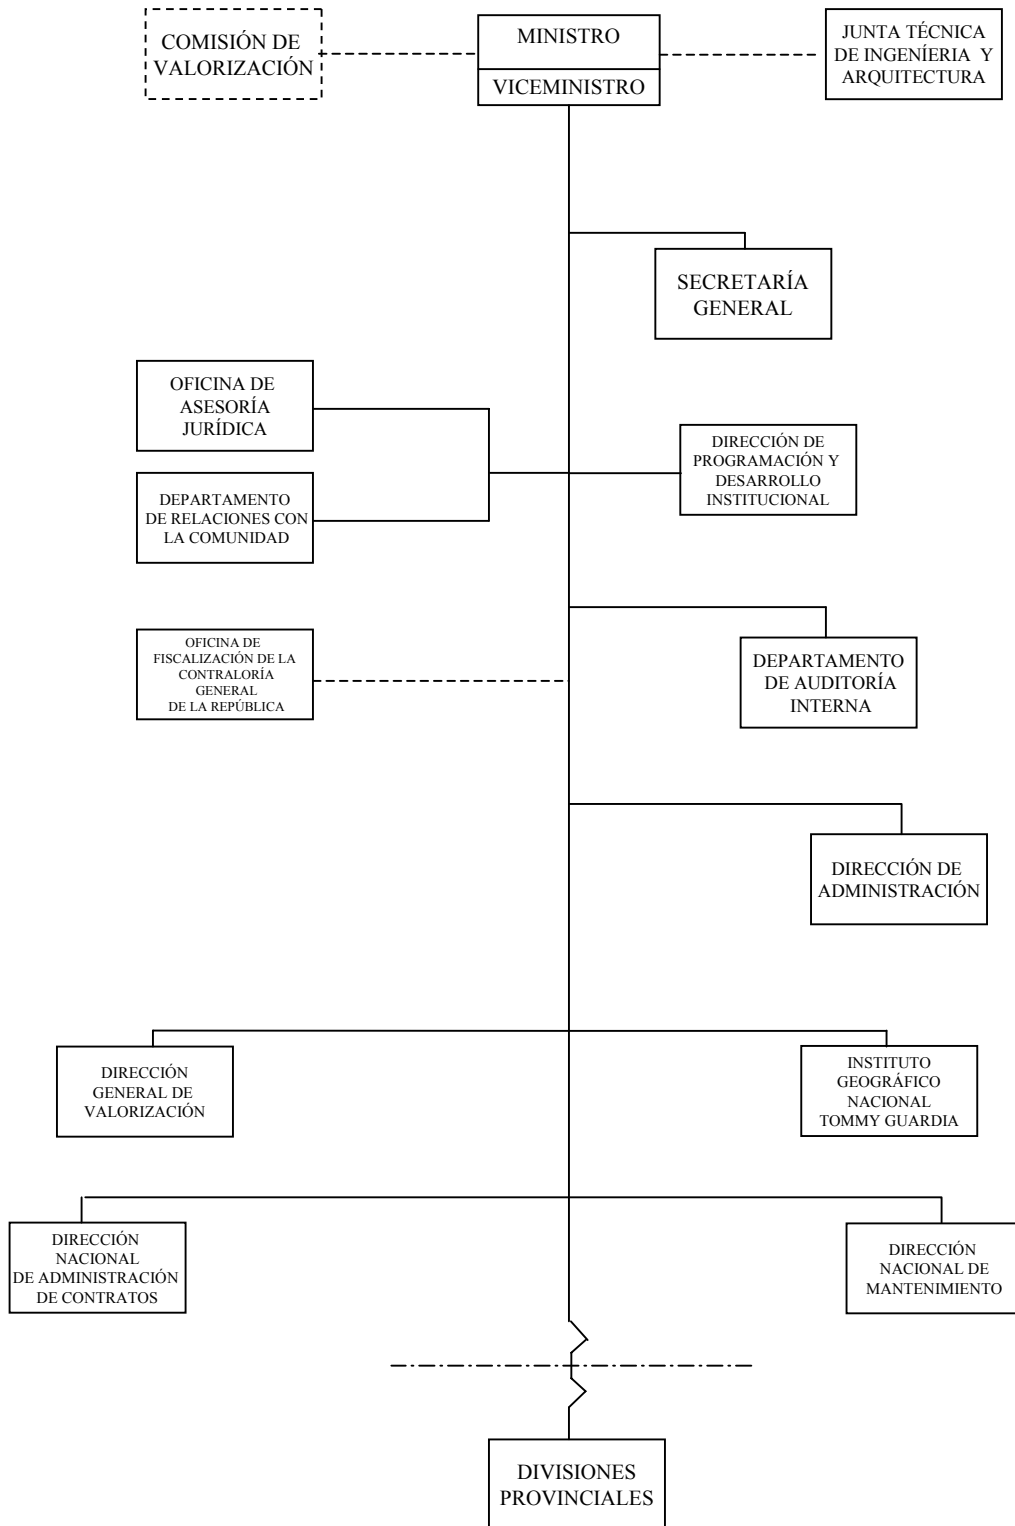 COMISIÓN DE
VALORIZACIÓN
MINISTRO
VICEMINISTRO
JUNTA TÉCNICA
DE INGENÍERIA Y
ARQUITECTURA
SECRETARÍA
GENERAL
OFICINA DE
ASESORÍA
JURÍDICA
DIRECCIÓN DE
PROGRAMACIÓN Y
DESARROLLO
INSTITUCIONAL
DEPARTAMENTO
DE RELACIONES CON
LA COMUNIDAD
OFICINA DE
FISCALIZACIÓN DE LA
CONTRALORÍA
GENERAL
DE LA REPÚBLICA
DEPARTAMENTO
DE AUDITORÍA
INTERNA
DIRECCIÓN DE
ADMINISTRACIÓN
DIRECCIÓN
GENERAL DE
VALORIZACIÓN
INSTITUTO
GEOGRÁFICO
NACIONAL
TOMMY GUARDIA
DIRECCIÓN
NACIONAL
DE ADMINISTRACIÓN
DE CONTRATOS
DIRECCIÓN
NACIONAL DE
MANTENIMIENTO
DIVISIONES
PROVINCIALES